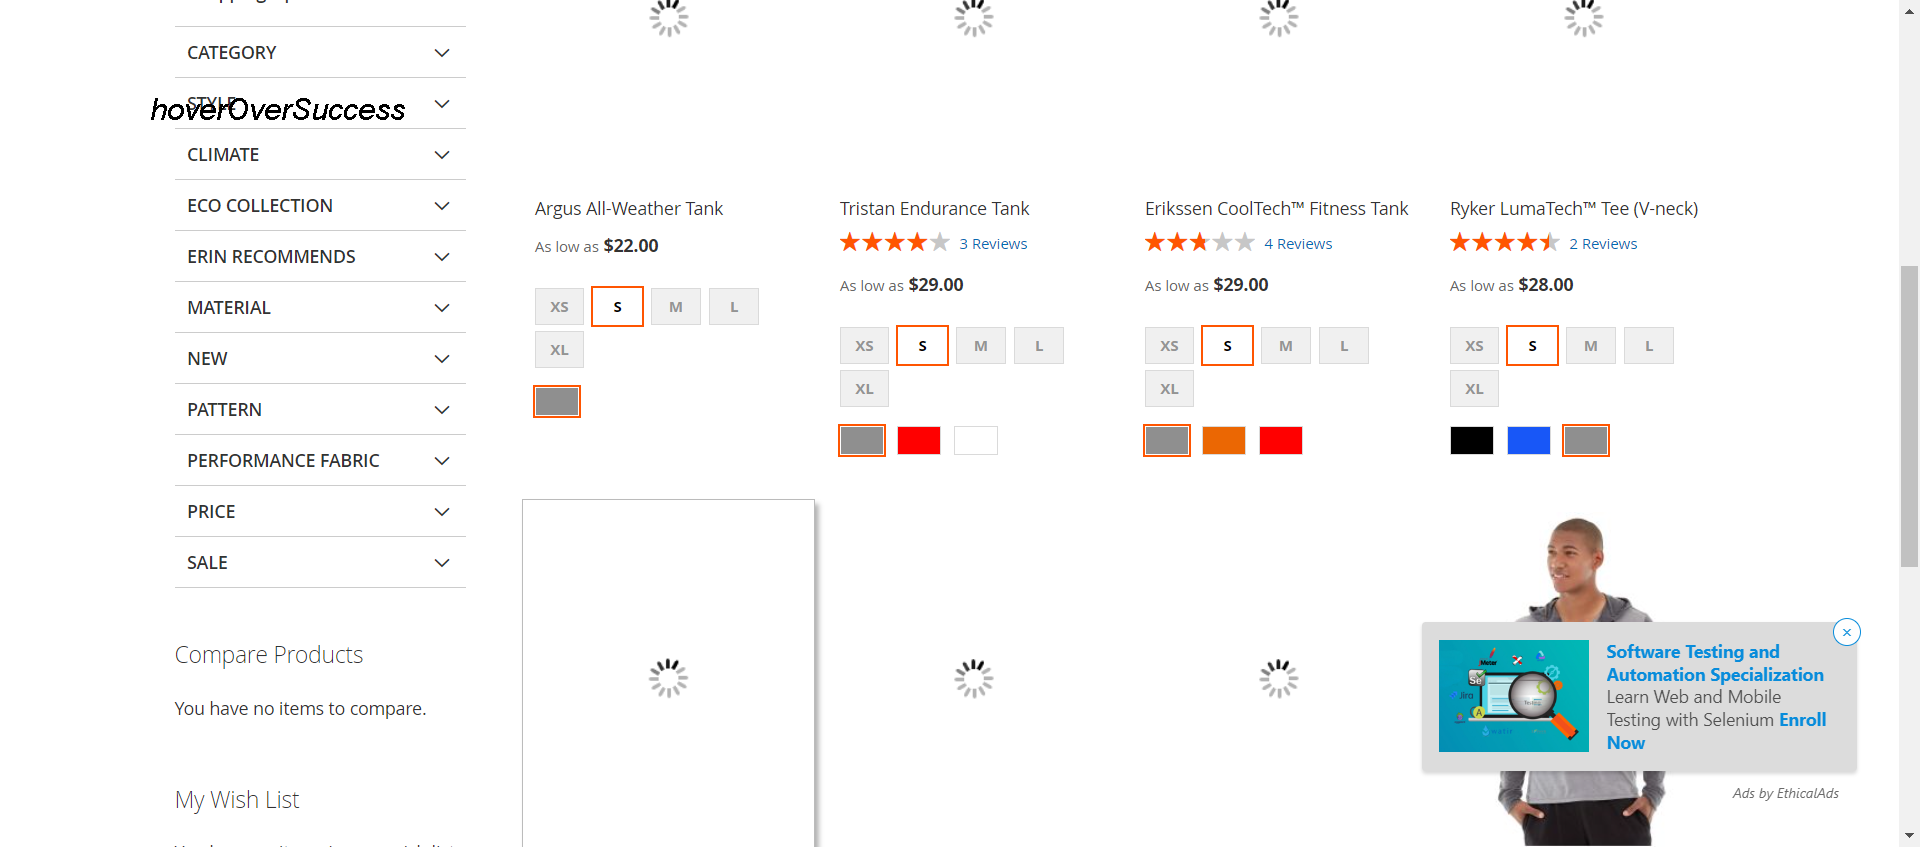 CATEGORY
STYLE
hoverOverSuccess
CLIMATE
ECO COLLECTION
ERIN RECOMMENDS
MATERIAL
NEW
PATTERN
PERFORMANCE FABRIC
PRICE
SALE
Compare Products
You have no items to compare.
My Wish List
Argus All-Weather Tank
As low as $22.00
XS S M L
XL
Tristan Endurance Tank
3 Reviews
As low as $29.00
XS S M L
XL
Erikssen CoolTech™ Fitness Tank
4 Reviews
As low as $29.00
XS S M L
XL
Ryker LumaTech™ Tee (V-neck)
2 Reviews
As low as $28.00
XS S M L
XL
Software Testing and
Automation Specialization
Learn Web and Mobile
Testing with Selenium Enroll
Now
Ads by EthicalAds